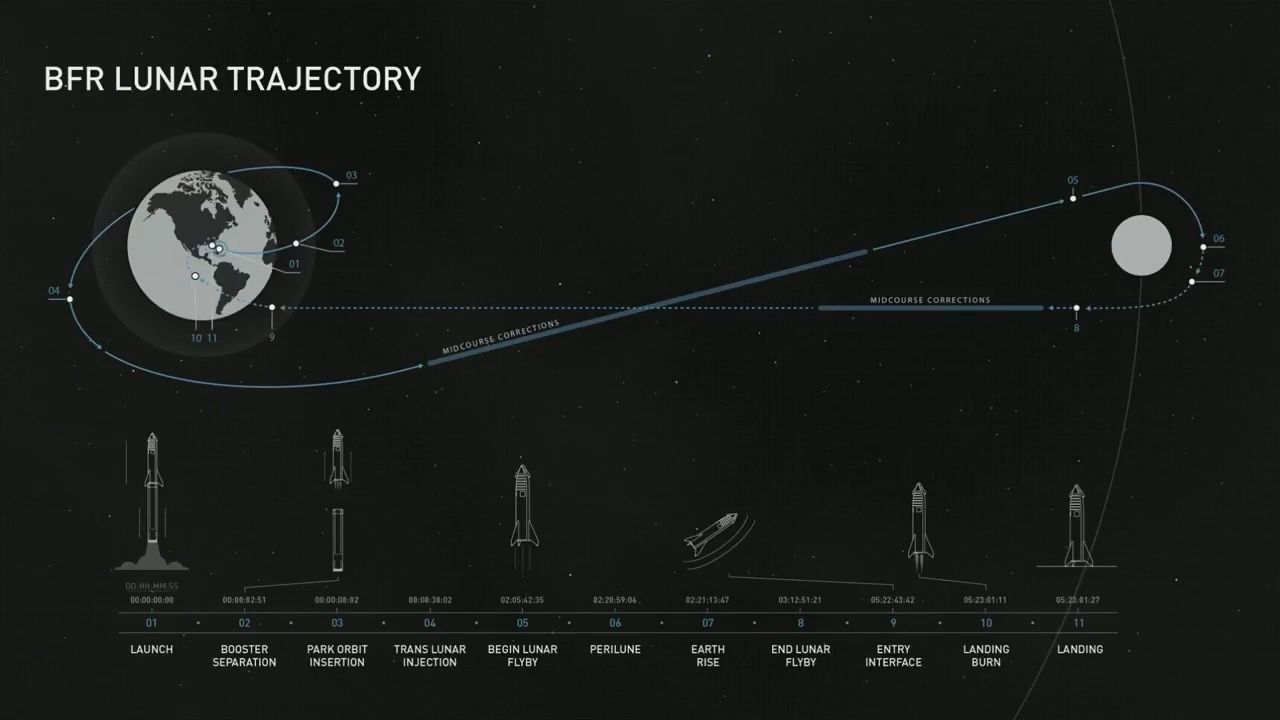 BFR LUNAR TRAJECTORY
03
02
01
04
10 11
9
MIDCOURSE CORRECTIONS
05
06
07
MIDCOURSE CORRECTIONS
8
DD:HH:MM:SS
00:00:00:00 00:00:02:51 00:00:08:02 00:00:38:02 02:05:42:35 02:20:59:06 02:21:13:47 03:12:51:21 05:22:43:42 05:23:01:11 05:23:01:27
01 02 03 04 05 06 07 8 9 10 11
LAUNCH BOOSTER PARK ORBIT TRANS LUNAR BEGIN LUNAR PERILUNE EARTH END LUNAR ENTRY LANDING LANDING
SEPARATION INSERTION INJECTION FLYBY RISE FLYBY INTERFACE BURN